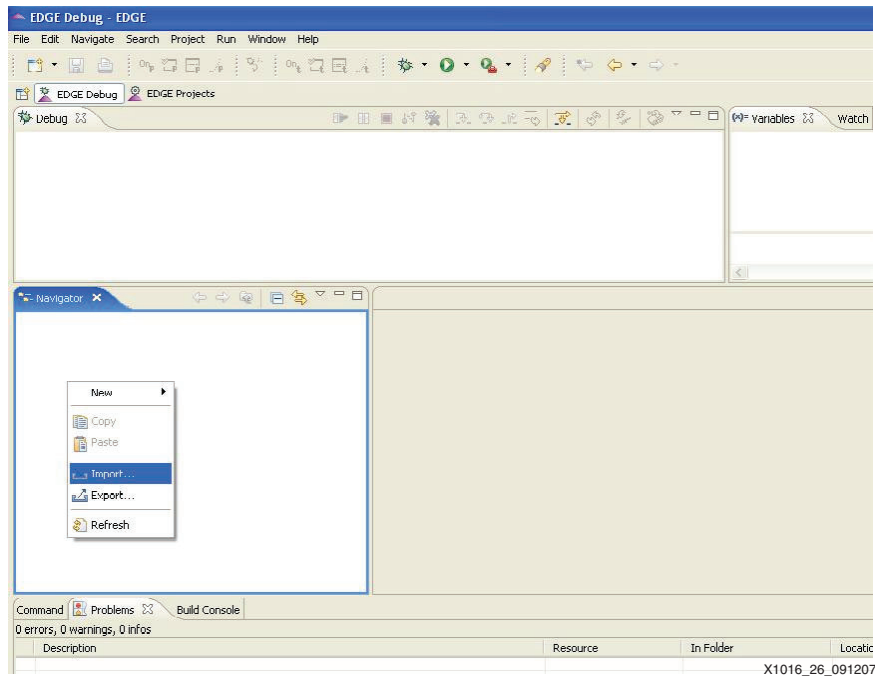 EDGE Debug - EDGE
File Edit Navigate Search Project Run Window Help
EDGE Debug EDGE Projects
Debug
(x)= Variables Watch
Navigator
New
Copy
Paste
Import...
Export...
Refresh
Command Problems Build Console
0 errors, 0 warnings, 0 infos
Description Resource In Folder Locatio
X1016_26_091207